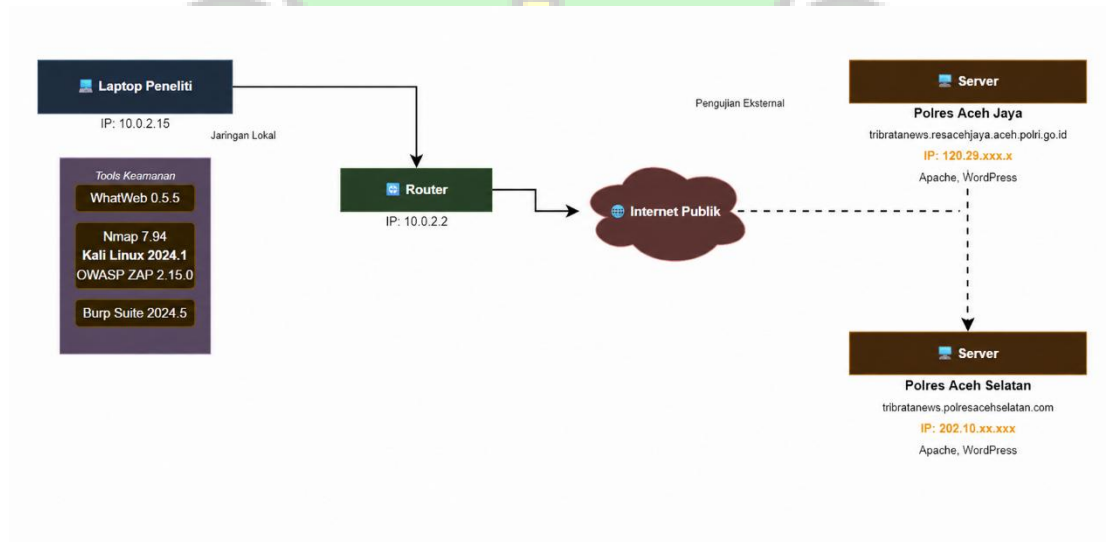 Laptop Peneliti
IP: 10.0.2.15
Jaringan Lokal
Tools Keamanan
WhatWeb 0.5.5
Nmap 7.94
Kali Linux 2024.1
OWASP ZAP 2.15.0
Burp Suite 2024.5
Router
IP: 10.0.2.2
Pengujian Eksternal
Internet Publik
Server
Polres Aceh Jaya
tribratanews.resacehjaya.aceh.polri.go.id
IP: 120.29.xxx.x
Apache, WordPress
Server
Polres Aceh Selatan
tribratanews.polresacehselatan.com
IP: 202.10.xx.xxx
Apache, WordPress